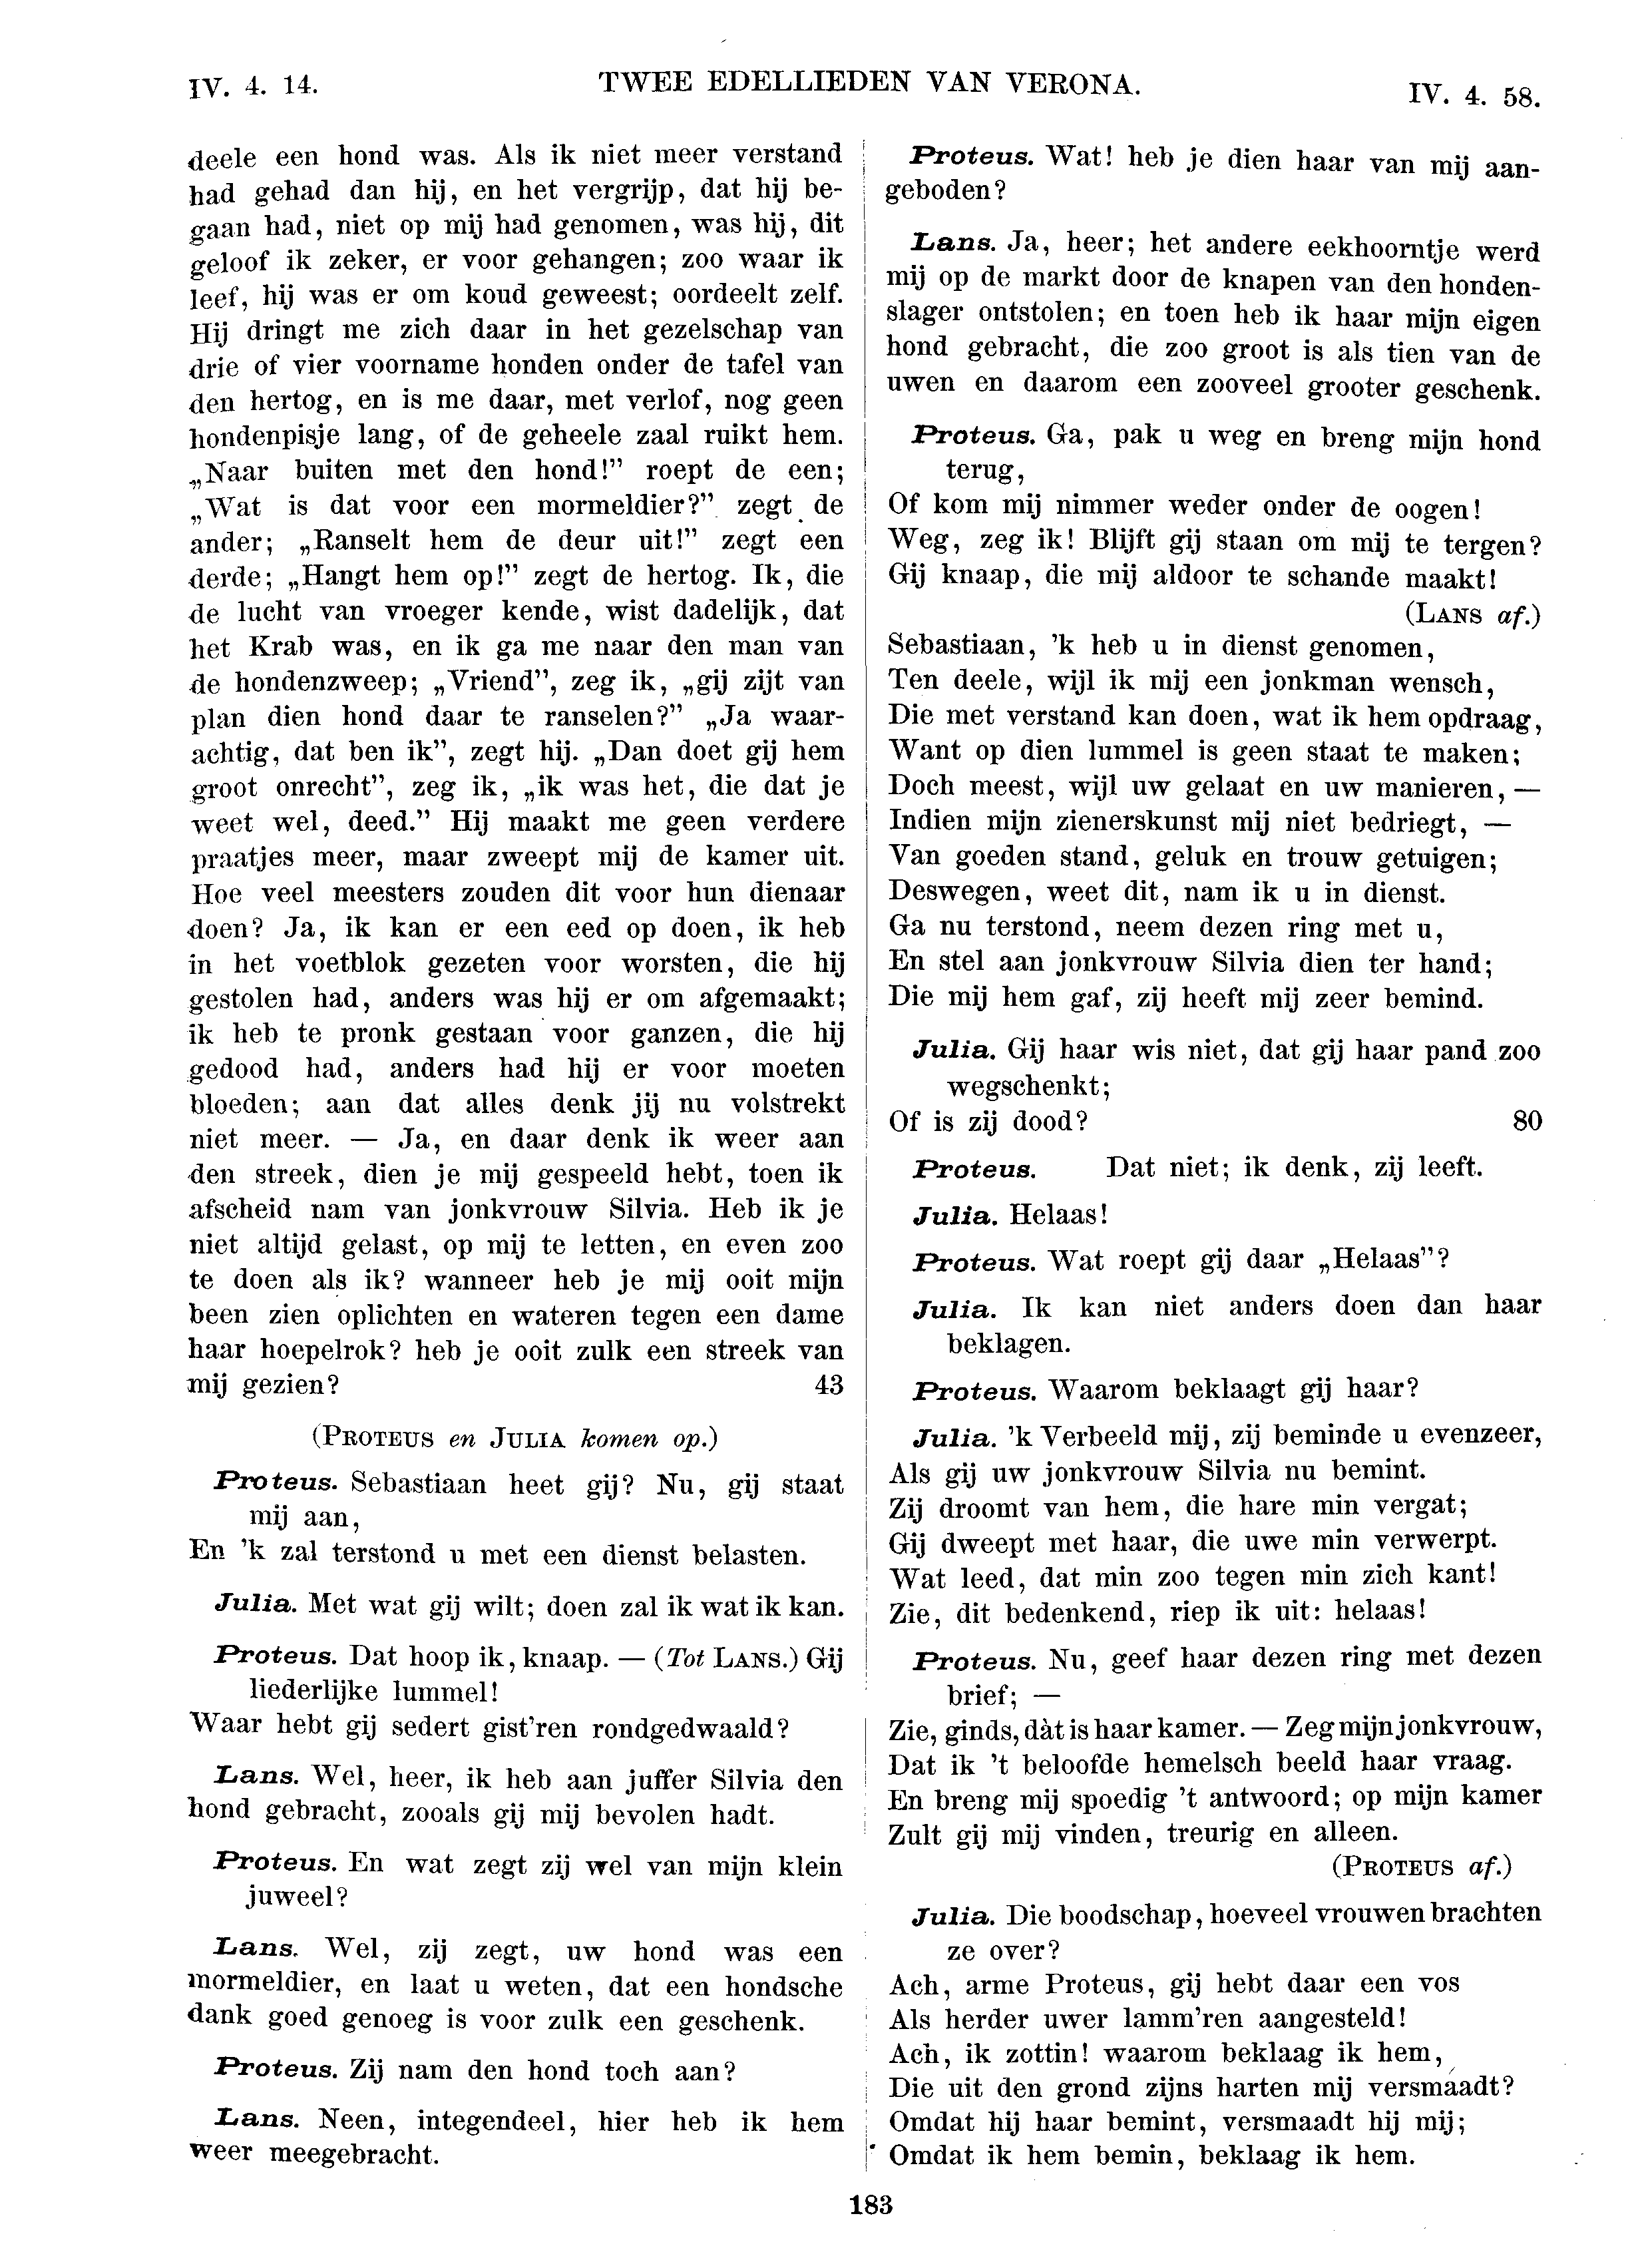 IV. 4. 14.
TWEE EDELLIEDEN VAN VERONA.
IV. 4. 58.
deele een hond was. Als ik niet meer verstand
had gehad dan hij, en het vergrijp, dat hij be-
gaan had, niet op mij had genomen, was hij, dit
geloof ik zeker, er voor gehangen; zoo waar ik
leef, hij was er om koud geweest; oordeelt zelf.
Hij dringt me zich daar in het gezelschap van
drie of vier voorname honden onder de tafel van
den hertog, en is me daar, met verlof, nog geen
hondenpisje lang, of de geheele zaal ruikt hem.
„Naar buiten met den hond!” roept de een;
„Wat is dat voor een mormeldier?” zegt de
ander; „Ranselt hem de deur uit!” zegt een
derde; „Hangt hem op!” zegt de hertog. Ik, die
de lucht van vroeger kende, wist dadelijk, dat
het Krab was, en ik ga me naar den man van
de hondenzweep; „Vriend”, zeg ik, „gij zijt van
plan dien hond daar te ranselen?” „Ja waar-
achtig, dat ben ik”, zegt hij. „Dan doet gij hem
groot onrecht”, zeg ik, „ik was het, die dat je
weet wel, deed.” Hij maakt me geen verdere
praatjes meer, maar zweept mij de kamer uit.
Hoe veel meesters zouden dit voor hun dienaar
doen? Ja, ik kan er een eed op doen, ik heb
in het voetblok gezeten voor worsten, die hij
gestolen had, anders was hij er om afgemaakt;
ik heb te pronk gestaan voor ganzen, die hij
gedood had, anders had hij er voor moeten
bloeden; aan dat alles denk jij nu volstrekt
niet meer. — Ja, en daar denk ik weer aan
den streek, dien je mij gespeeld hebt, toen ik
afscheid nam van jonkvrouw Silvia. Heb ik je
niet altijd gelast, op mij te letten, en even zoo
te doen als ik? wanneer heb je mij ooit mijn
been zien oplichten en wateren tegen een dame
haar hoepelrok? heb je ooit zulk een streek van
mij gezien? 43
(PROTEUS en JULIA komen op.)
Proteus. Sebastiaan heet gij? Nu, gij staat
mij aan,
En 'k zal terstond u met een dienst belasten.
Julia. Met wat gij wilt; doen zal ik wat ik kan.
Proteus. Dat hoop ik, knaap. — (Tot LANS.) Gij
liederlijke lummel!
Waar hebt gij sedert gist'ren rondgedwaald?
Lans. Wel, heer, ik heb aan juffer Silvia den
hond gebracht, zooals gij mij bevolen hadt.
Proteus. En wat zegt zij wel van mijn klein
juweel?
Lans. Wel, zij zegt, uw hond was een
mormeldier, en laat u weten, dat een hondsche
dank goed genoeg is voor zulk een geschenk.
Proteus. Zij nam den hond toch aan?
Lans. Neen, integendeel, hier heb ik hem
weer meegebracht.
Proteus. Wat! heb je dien haar van mij aan-
geboden?
Lans. Ja, heer; het andere eekhoorntje werd
mij op de markt door de knapen van den honden-
slager ontstolen; en toen heb ik haar mijn eigen
hond gebracht, die zoo groot is als tien van de
uwen en daarom een zooveel grooter geschenk.
Proteus. Ga, pak u weg en breng mijn hond
terug,
Of kom mij nimmer weder onder de oogen!
Weg, zeg ik! Blijft gij staan om mij te tergen?
Gij knaap, die mij aldoor te schande maakt!
(LANS af.)
Sebastiaan, 'k heb u in dienst genomen,
Ten deele, wijl ik mij een jonkman wensch,
Die met verstand kan doen, wat ik hem opdraag,
Want op dien lummel is geen staat te maken;
Doch meest, wijl uw gelaat en uw manieren, —
Indien mijn zienerskunst mij niet bedriegt, —
Van goeden stand, geluk en trouw getuigen;
Deswegen, weet dit, nam ik u in dienst.
Ga nu terstond, neem dezen ring met u,
En stel aan jonkvrouw Silvia dien ter hand;
Die mij hem gaf, zij heeft mij zeer bemind.
Julia. Gij haar wis niet, dat gij haar pand zoo
wegschenkt;
Of is zij dood? 80
Proteus. Dat niet; ik denk, zij leeft.
Julia. Helaas!
Proteus. Wat roept gij daar „Helaas”?
Julia. Ik kan niet anders doen dan haar
beklagen.
Proteus. Waarom beklaagt gij haar?
Julia. 'k Verbeeld mij, zij beminde u evenzeer,
Als gij uw jonkvrouw Silvia nu bemint.
Zij droomt van hem, die hare min vergat;
Gij dweept met haar, die uwe min verwerpt.
Wat leed, dat min zoo tegen min zich kant!
Zie, dit bedenkend, riep ik uit: helaas!
Proteus. Nu, geef haar dezen ring met dezen
brief; —
Zie, ginds, dàt is haar kamer. — Zeg mijn jonkvrouw,
Dat ik 't beloofde hemelsch beeld haar vraag.
En breng mij spoedig 't antwoord; op mijn kamer
Zult gij mij vinden, treurig en alleen.
(PROTEUS af.)
Julia. Die boodschap, hoeveel vrouwen brachten
ze over?
Ach, arme Proteus, gij hebt daar een vos
Als herder uwer lamm'ren aangesteld!
Ach, ik zottin! waarom beklaag ik hem,
Die uit den grond zijns harten mij versmaadt?
Omdat hij haar bemint, versmaadt hij mij;
Omdat ik hem bemin, beklaag ik hem.
183